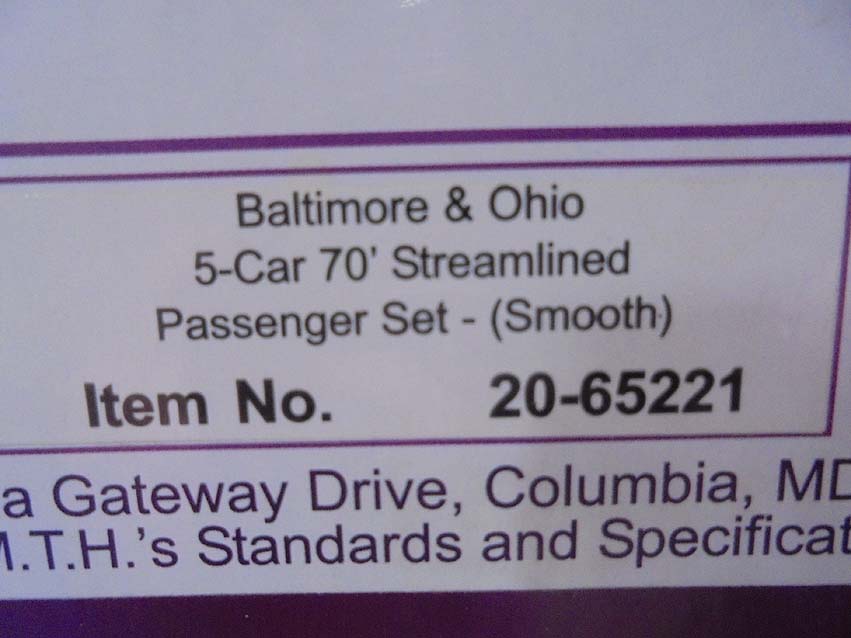 Baltimore & Ohio
5-Car 70' Streamlined
Passenger Set - (Smooth)
Item No. 20-65221
a Gateway Drive, Columbia, MD
M.T.H.'s Standards and Specificat